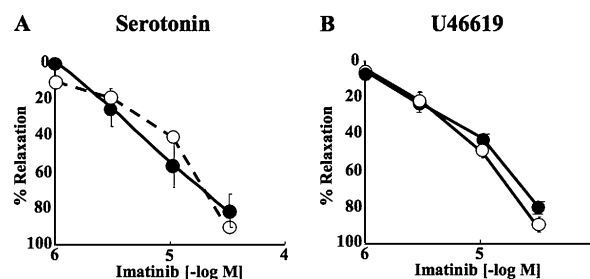 A Serotonin
0
20
40
60
80
100
% Relaxation
6 5 4
Imatinib [-log M]
B U46619
0
20
40
60
80
100
% Relaxation
6 5
Imatinib [-log M]